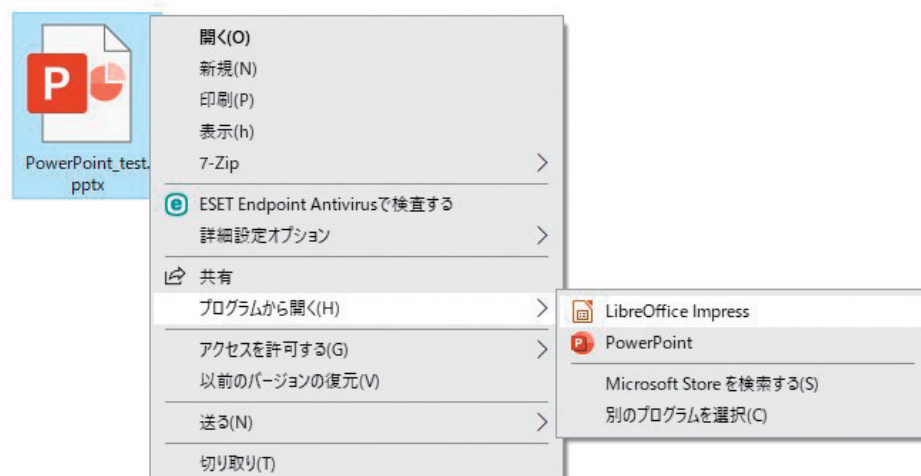 P
PowerPoint_test.
pptx
開く(O)
新規(N)
印刷(P)
表示(h)
7-Zip
e ESET Endpoint Antivirusで検査する
詳細設定オプション
共有
プログラムから開く(H)
アクセスを許可する(G)
以前のバージョンの復元(V)
送る(N)
切り取り(T)
LibreOffice Impress
P PowerPoint
Microsoft Store を検索する(S)
別のプログラムを選択(C)